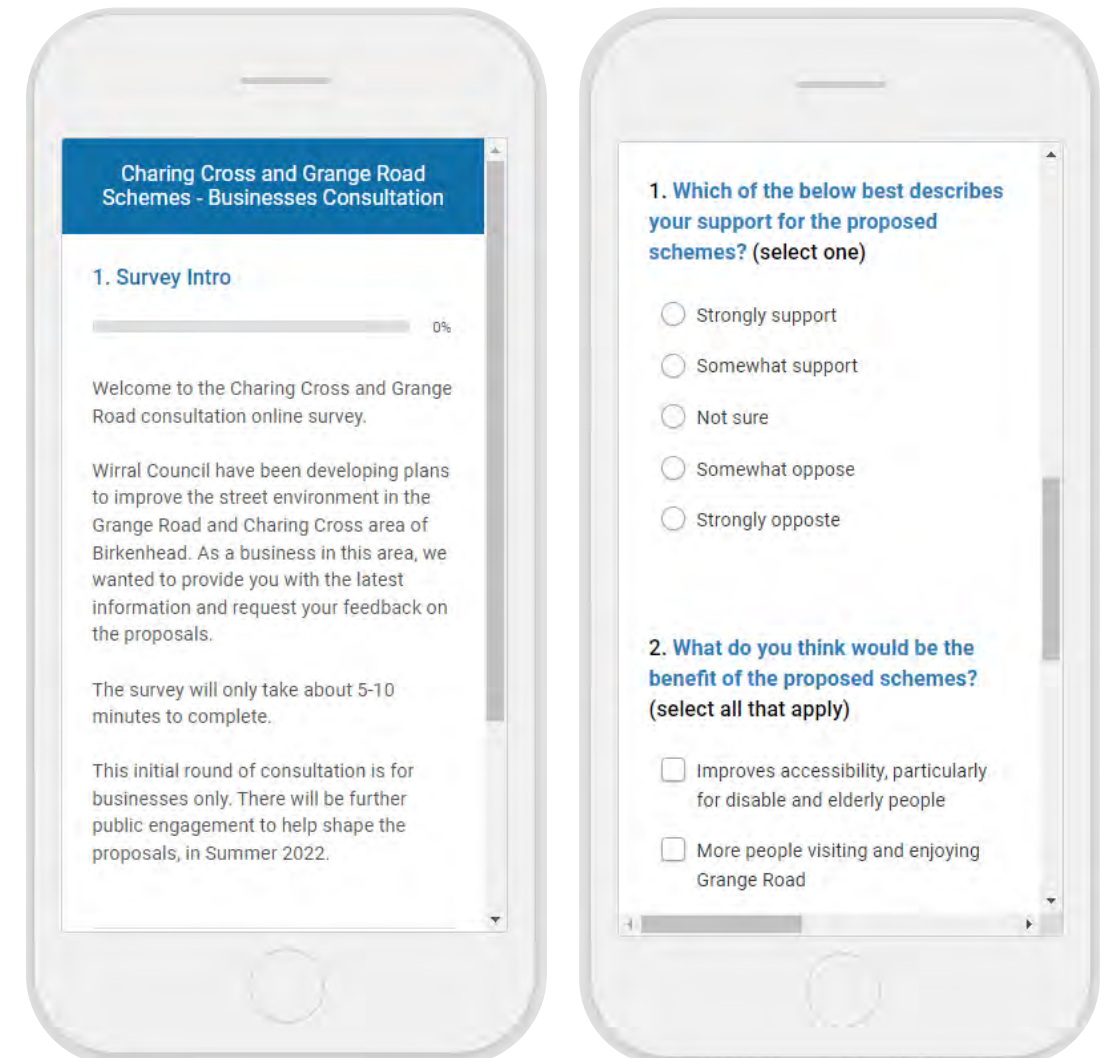 Charing Cross and Grange Road
Schemes - Businesses Consultation
1. Survey Intro
0%
Welcome to the Charing Cross and Grange
Road consultation online survey.
Wirral Council have been developing plans
to improve the street environment in the
Grange Road and Charing Cross area of
Birkenhead. As a business in this area, we
wanted to provide you with the latest
information and request your feedback on
the proposals.
The survey will only take about 5-10
minutes to complete.
This initial round of consultation is for
businesses only. There will be further
public engagement to help shape the
proposals, in Summer 2022.
1. Which of the below best describes
your support for the proposed
schemes? (select one)
Strongly support
Somewhat support
Not sure
Somewhat oppose
Strongly opposte
2. What do you think would be the
benefit of the proposed schemes?
(select all that apply)
Improves accessibility, particularly
for disable and elderly people
More people visiting and enjoying
Grange Road